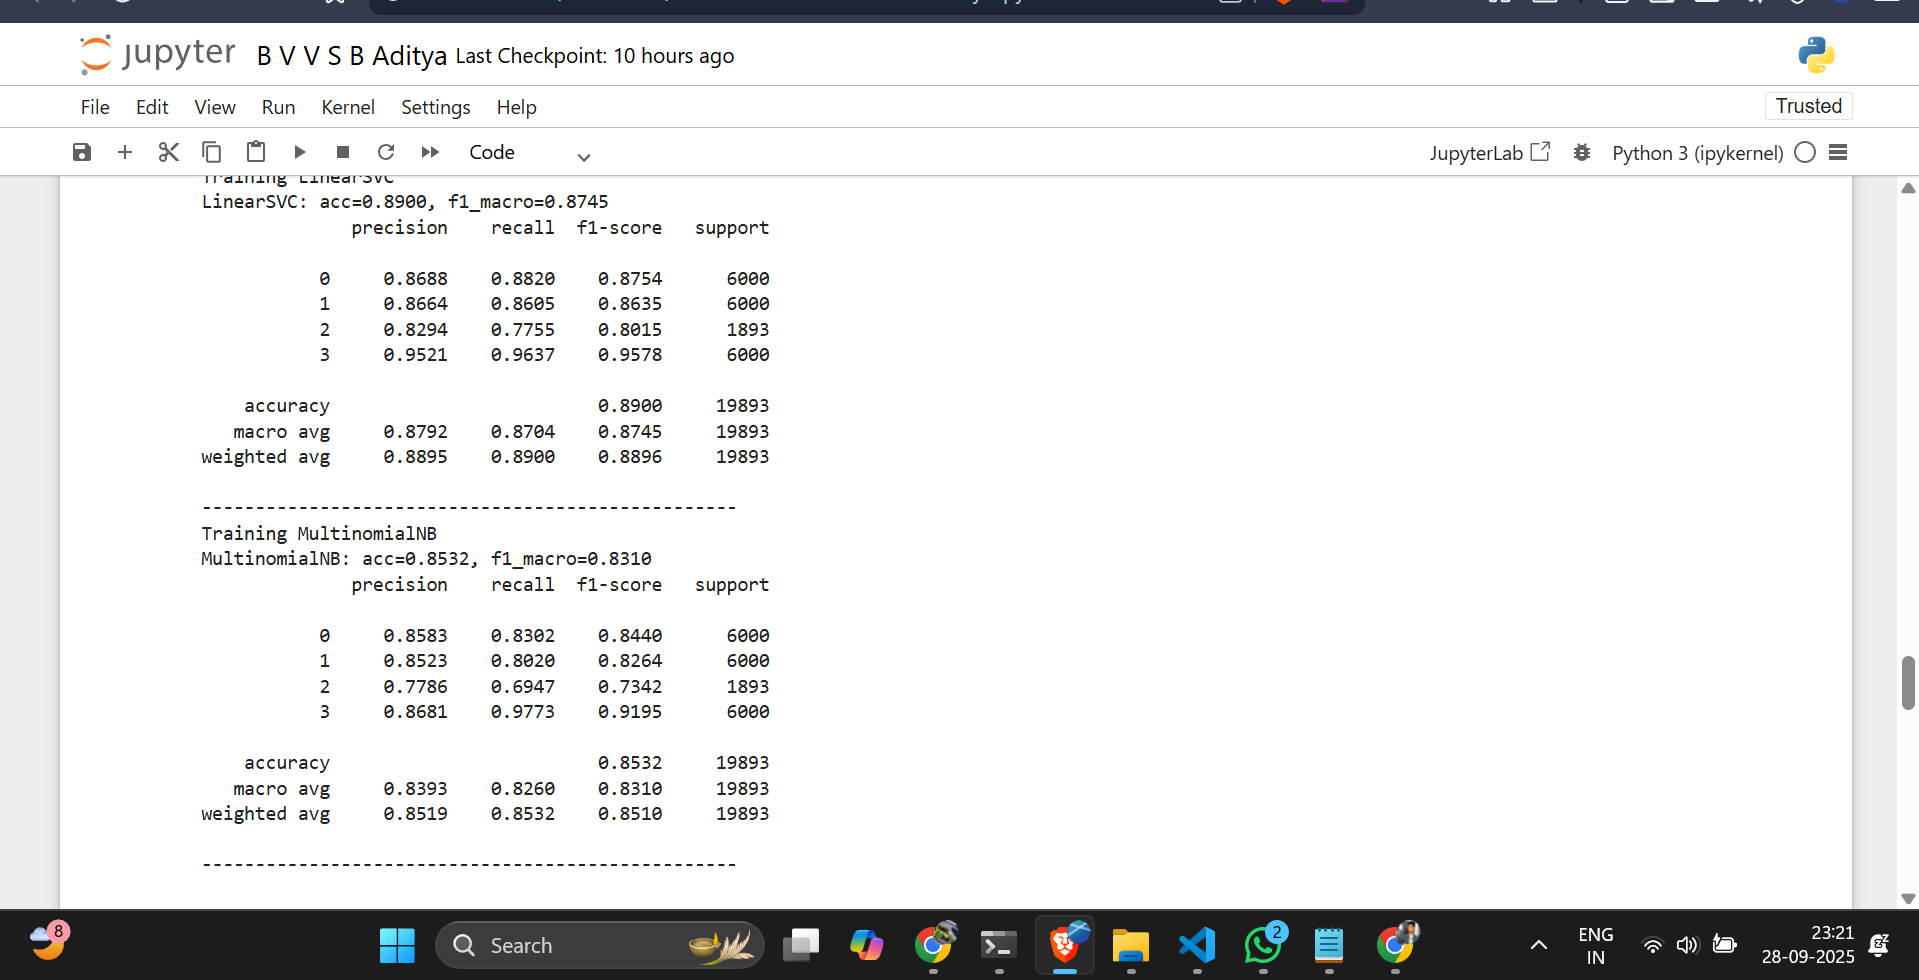 jupyter B V V S B Aditya Last Checkpoint: 10 hours ago
File Edit View Run Kernel Settings Help Trusted
Code JupyterLab Python 3 (ipykernel)
Training LinearSVC
LinearSVC: acc=0.8900, f1_macro=0.8745
precision recall f1-score support
0 0.8688 0.8820 0.8754 6000
1 0.8664 0.8605 0.8635 6000
2 0.8294 0.7755 0.8015 1893
3 0.9521 0.9637 0.9578 6000
accuracy 0.8900 19893
macro avg 0.8792 0.8704 0.8745 19893
weighted avg 0.8895 0.8900 0.8896 19893
--------------------------------------------------
Training MultinomialNB
MultinomialNB: acc=0.8532, f1_macro=0.8310
precision recall f1-score support
0 0.8583 0.8302 0.8440 6000
1 0.8523 0.8020 0.8264 6000
2 0.7786 0.6947 0.7342 1893
3 0.8681 0.9773 0.9195 6000
accuracy 0.8532 19893
macro avg 0.8393 0.8260 0.8310 19893
weighted avg 0.8519 0.8532 0.8510 19893
--------------------------------------------------
8 Search 2 ENG 23:21
IN 28-09-2025